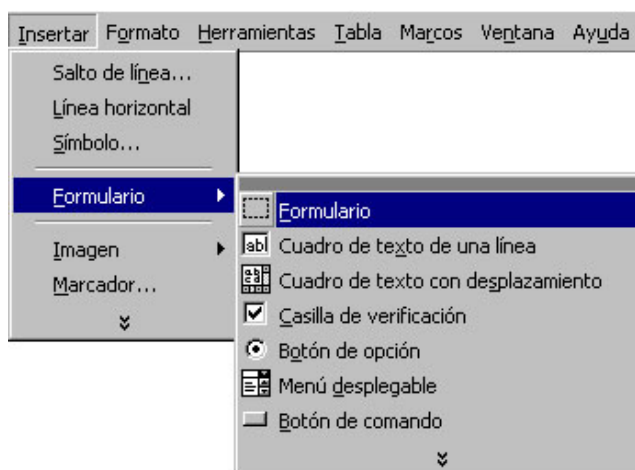 Insertar Formato Herramientas Tabla Marcos Ventana Ayuda
Salto de línea...
Línea horizontal
Símbolo...
Formulario
Imagen
Marcador...
Formulario
Cuadro de texto de una línea
Cuadro de texto con desplazamiento
Casilla de verificación
Botón de opción
Menú desplegable
Botón de comando